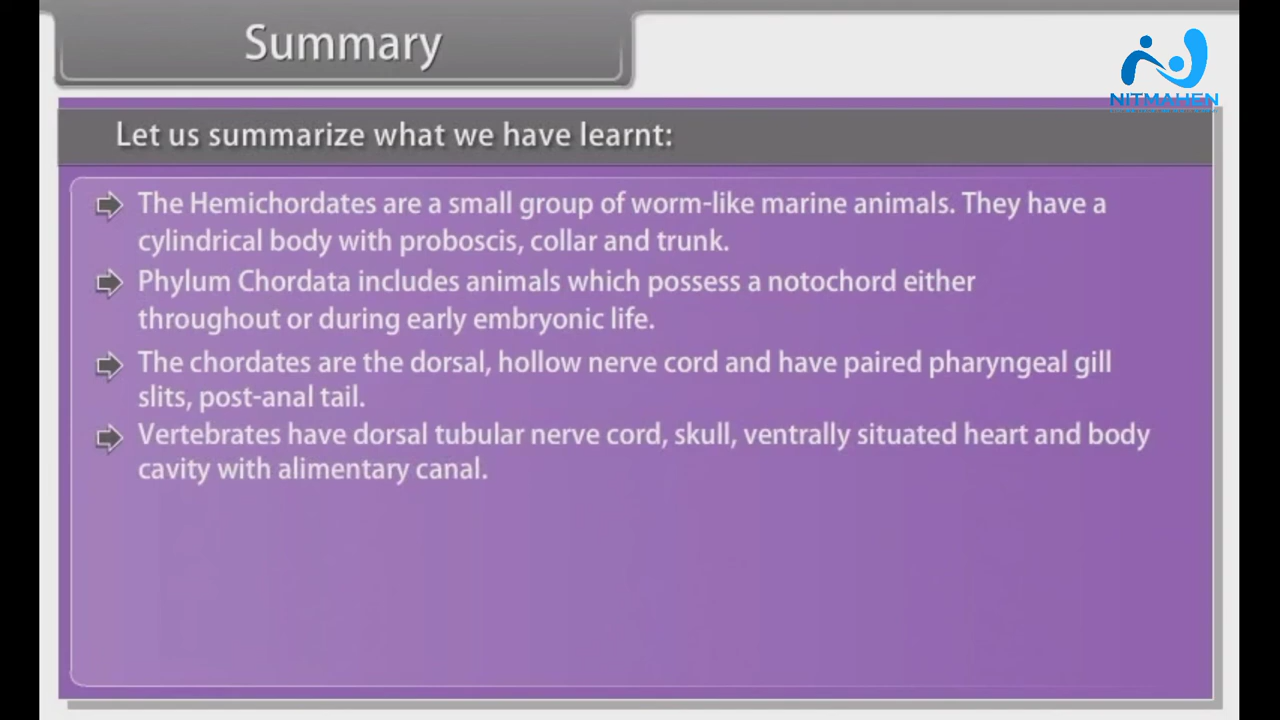 Summary
NITMAHEN
Let us summarize what we have learnt:
The Hemichordates are a small group of worm-like marine animals. They have a
cylindrical body with proboscis, collar and trunk.
Phylum Chordata includes animals which possess a notochord either
throughout or during early embryonic life.
The chordates are the dorsal, hollow nerve cord and have paired pharyngeal gill
slits, post-anal tail.
Vertebrates have dorsal tubular nerve cord, skull, ventrally situated heart and body
cavity with alimentary canal.